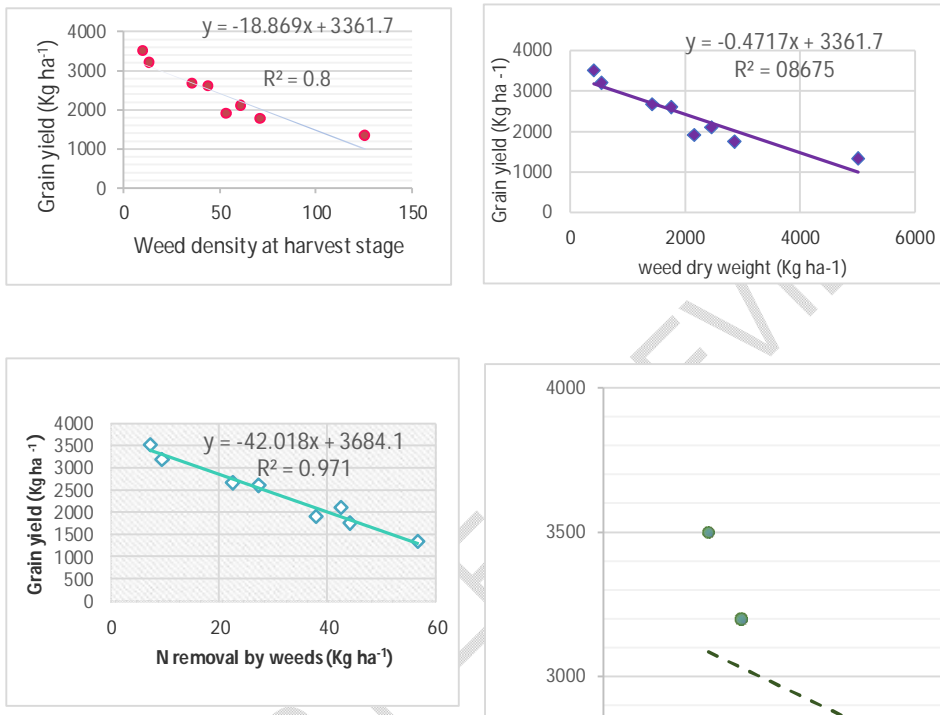 y = -18.869x + 3361.7
R² = 0.8
Grain yield (Kg ha⁻¹)
4000
3000
2000
1000
0
0 50 100 150
Weed density at harvest stage
y = -0.4717x + 3361.7
R² = 08675
Grain yield (Kg ha -1)
4000
3000
2000
1000
0
0 2000 4000 6000
weed dry weight (Kg ha-1)
y = -42.018x + 3684.1
R² = 0.971
Grain yield (Kg ha ⁻¹)
4000
3500
3000
2500
2000
1500
1000
500
0
0 20 40 60
N removal by weeds (Kg ha⁻¹)
4000
3500
3000